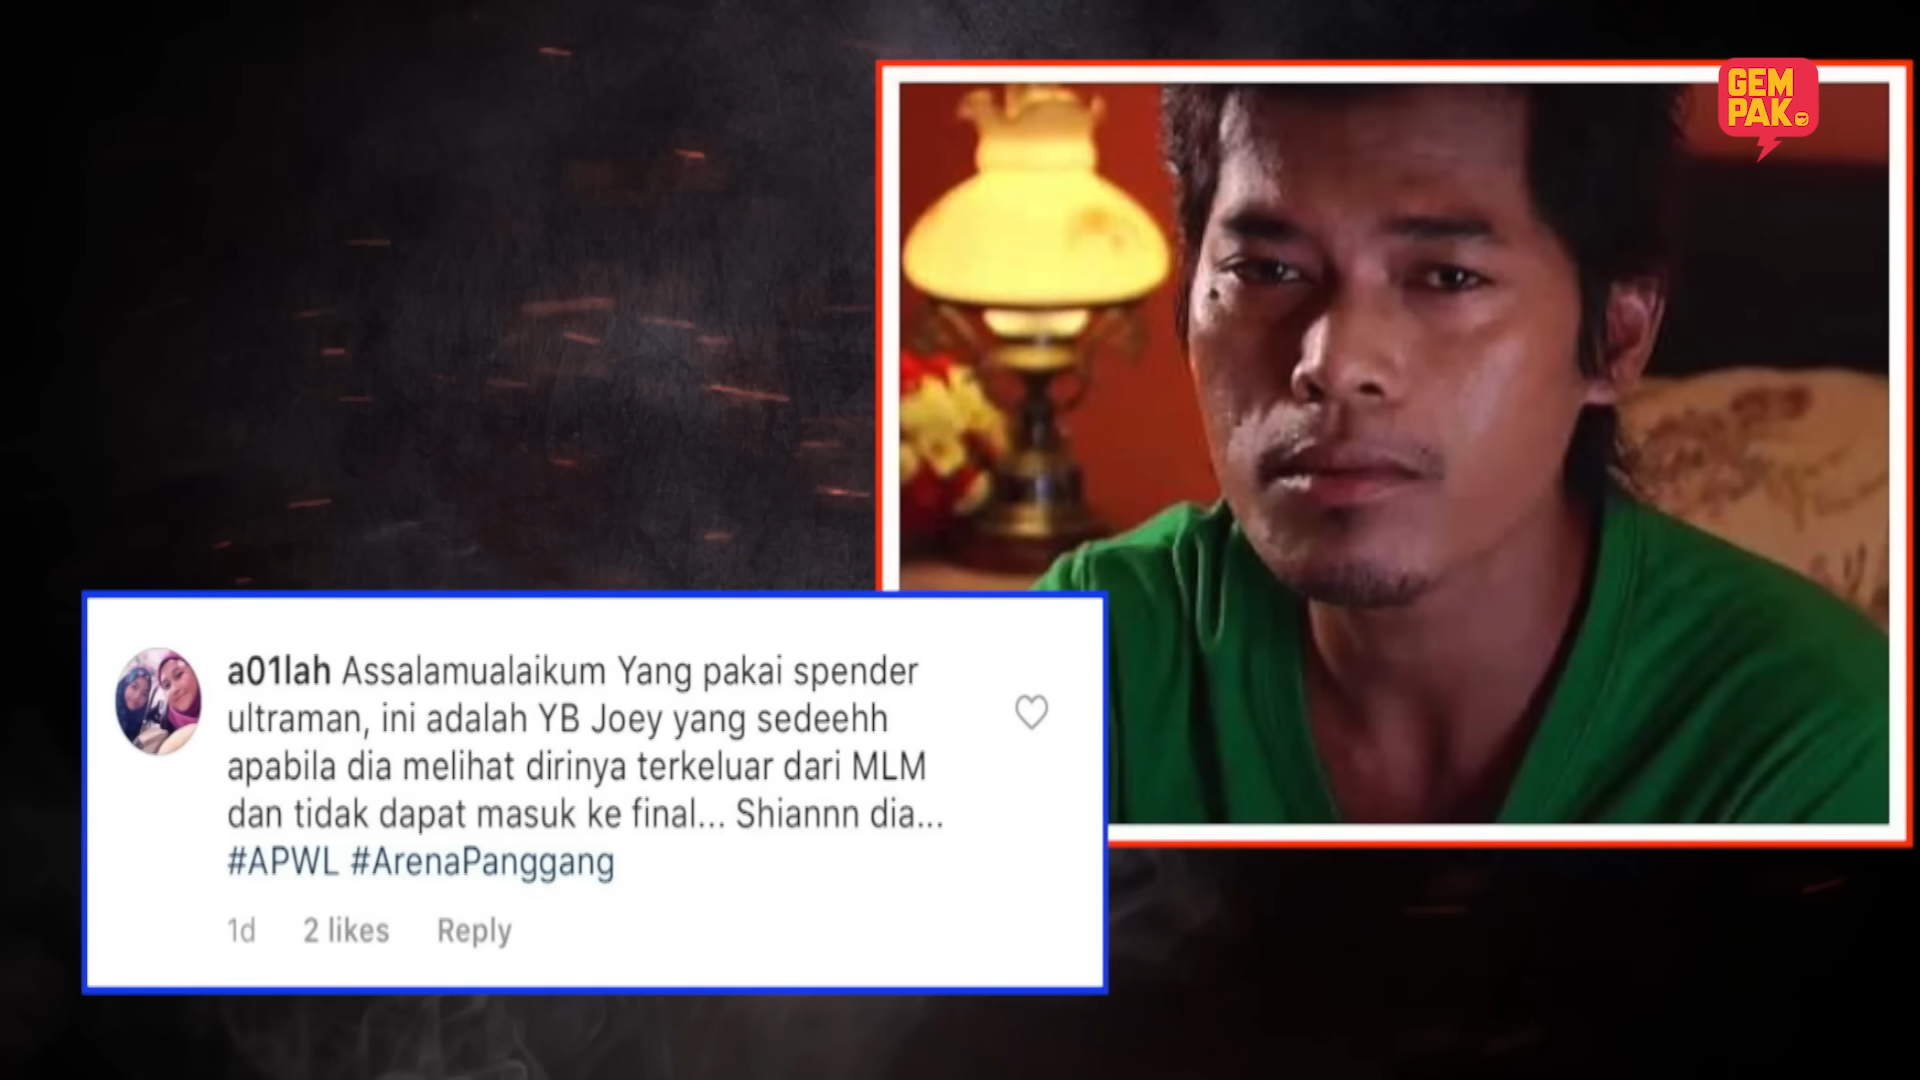 GEM
PAK
a01lah Assalamualaikum Yang pakai spender
ultraman, ini adalah YB Joey yang sedeehh
apabila dia melihat dirinya terkeluar dari MLM
dan tidak dapat masuk ke final... Shiannn dia...
#APWL #ArenaPanggang
1d 2 likes Reply